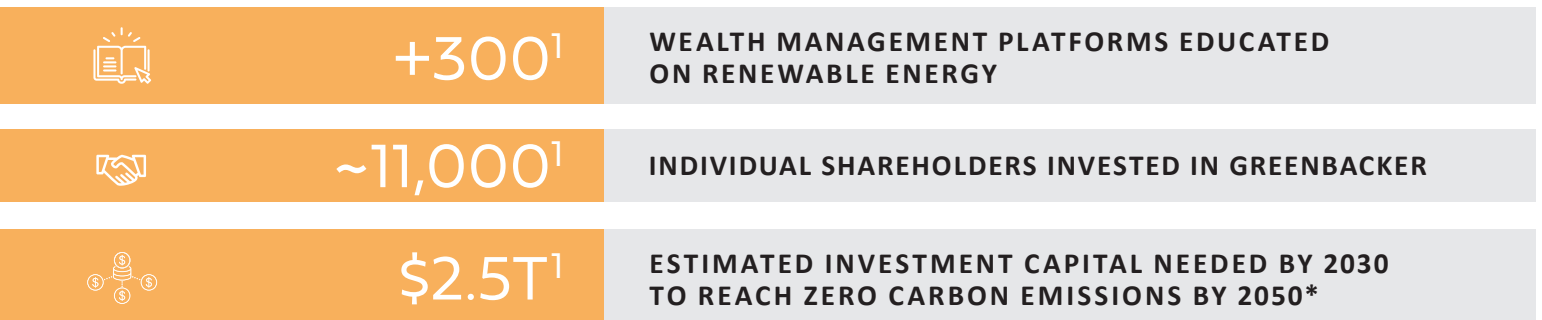 +300¹
WEALTH MANAGEMENT PLATFORMS EDUCATED
ON RENEWABLE ENERGY
~11,000¹
INDIVIDUAL SHAREHOLDERS INVESTED IN GREENBACKER
$2.5T¹
ESTIMATED INVESTMENT CAPITAL NEEDED BY 2030
TO REACH ZERO CARBON EMISSIONS BY 2050*